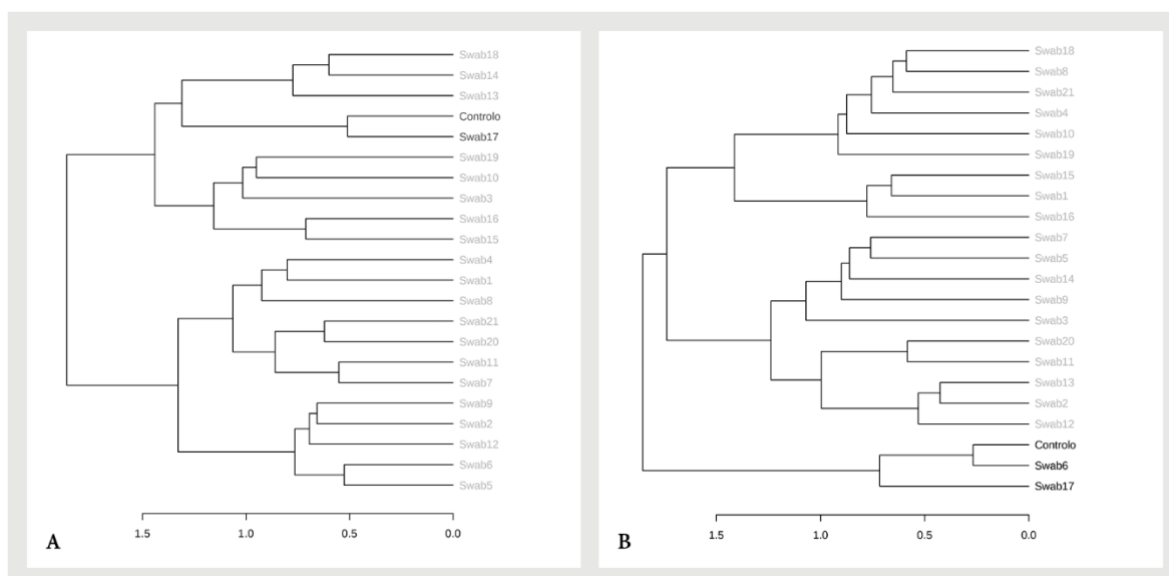 Swab18
Swab14
Swab13
Controlo
Swab17
Swab19
Swab10
Swab3
Swab16
Swab15
Swab4
Swab1
Swab8
Swab21
Swab20
Swab11
Swab7
Swab9
Swab2
Swab12
Swab6
Swab5
1.5 1.0 0.5 0.0
A
Swab18
Swab8
Swab21
Swab4
Swab10
Swab19
Swab15
Swab1
Swab16
Swab7
Swab5
Swab14
Swab9
Swab3
Swab20
Swab11
Swab13
Swab2
Swab12
Controlo
Swab6
Swab17
1.5 1.0 0.5 0.0
B